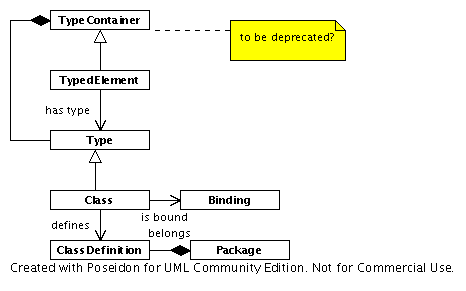 TypeContainer
to be deprecated?
TypedElement
has type
Type
Class
Binding
is bound
defines
belongs
ClassDefinition
Package
Created with Poseidon for UML Community Edition. Not for Commercial Use.